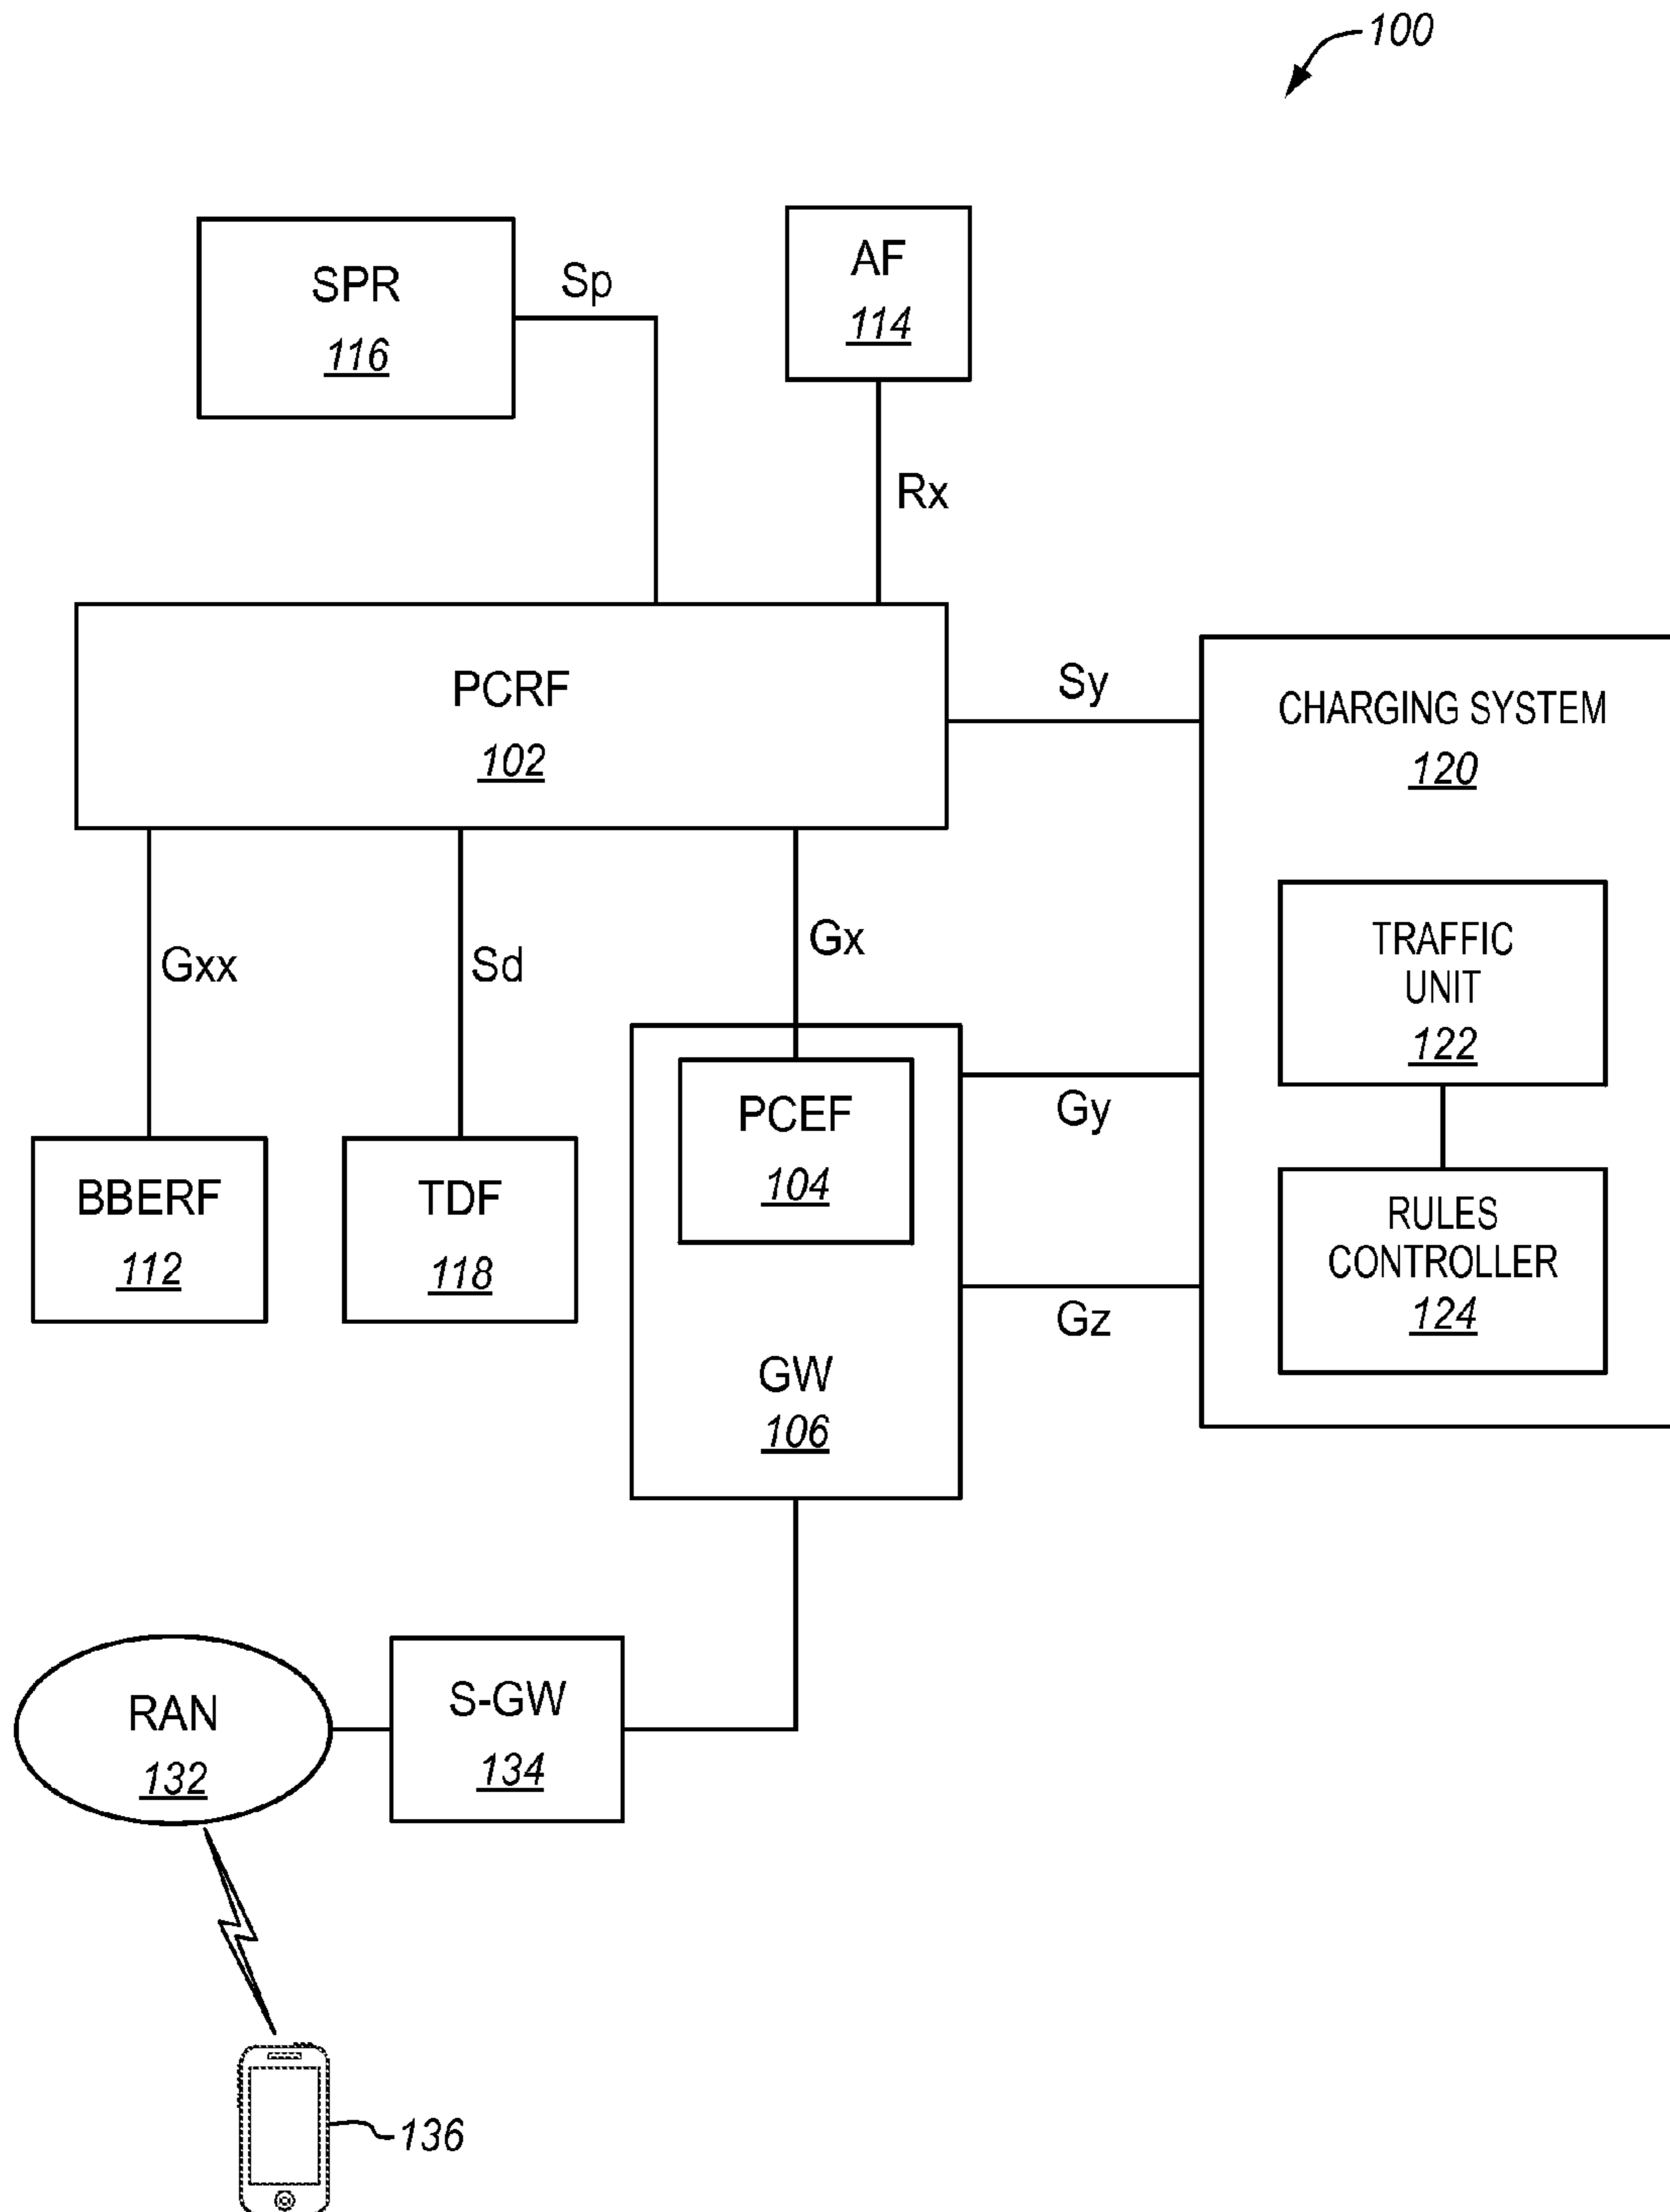 100
SPR
116
Sp
AF
114
Rx
PCRF
102
Sy
CHARGING SYSTEM
120
Gxx
Sd
Gx
TRAFFIC
UNIT
122
PCEF
104
Gy
BBERF
112
TDF
118
RULES
CONTROLLER
124
Gz
GW
106
RAN
132
S-GW
134
136